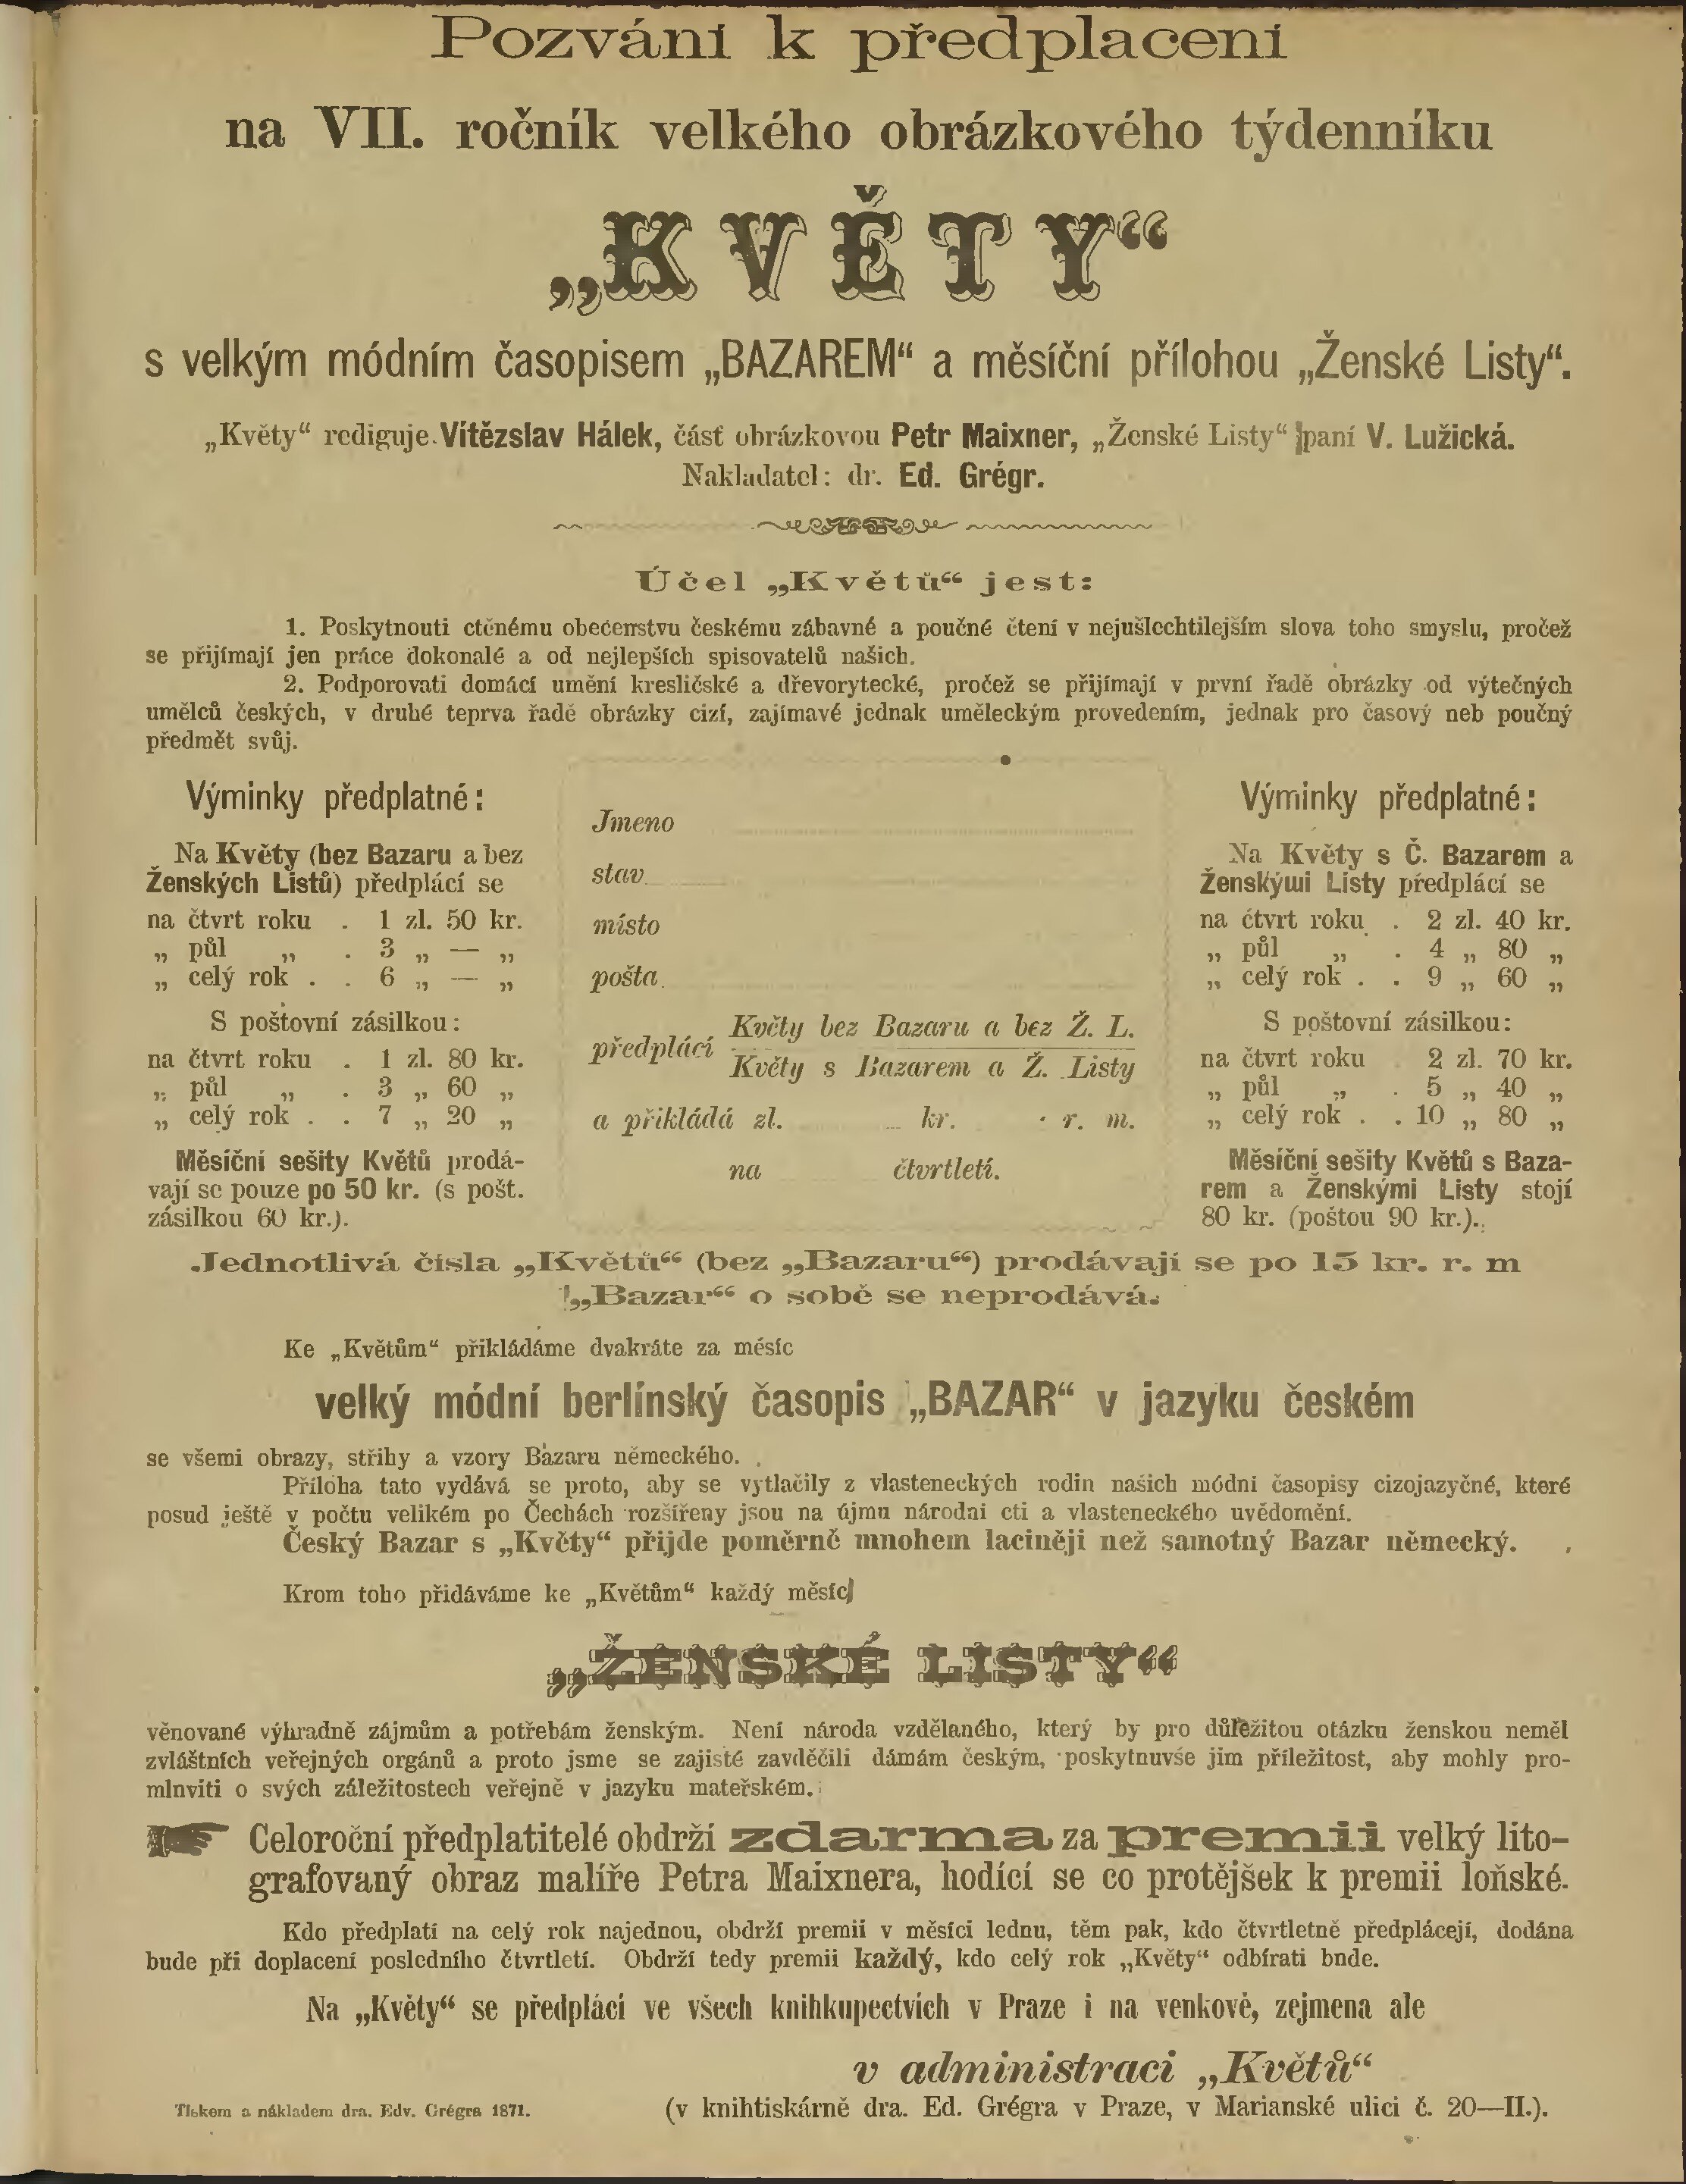 Pozvání k předplacení
na VII. ročník velkého obrázkového týdenníku
„KVĚTY“
s velkým módním časopisem „BAZAREM“ a měsíční přílohou „Ženské Listy“.
„Květy“ rediguje Vítězslav Hálek, část obrázkovou Petr Maixner, „Ženské Listy“ paní V. Lužická.
Nakladatel: dr. Ed. Grégr.
Účel „Květů“ jest:
1. Poskytnouti ctěnému obecenstvu českému zábavné a poučné čtení v nejušlechtilejším slova toho smyslu, pročež
se přijímají jen práce dokonalé a od nejlepších spisovatelů našich.
2. Podporovati domácí umění kresličské a dřevorytecké, pročež se přijímají v první řadě obrázky od výtečných
umělců českých, v druhé teprva řadě obrázky cizí, zajímavé jednak uměleckým provedením, jednak pro časový neb poučný
předmět svůj.
Výminky předplatné:
Na Květy (bez Bazaru a bez
Ženských Listů) předplácí se
na čtvrt roku . 1 zl. 50 kr.
„ půl „ . 3 „ — „
„ celý rok . . 6 „ — „
S poštovní zásilkou:
na čtvrt roku . 1 zl. 80 kr.
„ půl „ . 3 „ 60 „
„ celý rok . . 7 „ 20 „
Měsíční sešity Květů prodá-
vají se pouze po 50 kr. (s pošt.
zásilkou 60 kr.).
Jmeno
stav
místo
pošta
předplácí Květy bez Bazaru a bez Ž. L.
Květy s Bazarem a Ž. Listy
a přikládá zl. kr. r. m.
na čtvrtletí.
Výminky předplatné:
Na Květy s Č. Bazarem a
Ženskými Listy předplácí se
na čtvrt roku . 2 zl. 40 kr.
„ půl „ . 4 „ 80 „
„ celý rok . . 9 „ 60 „
S poštovní zásilkou:
na čtvrt roku 2 zl. 70 kr.
„ půl „ . 5 „ 40 „
„ celý rok . . 10 „ 80 „
Měsíční sešity Květů s Baza-
rem a Ženskými Listy stojí
80 kr. (poštou 90 kr.).
Jednotlivá čísla „Květů“ (bez „Bazaru“) prodávají se po 15 kr. r. m
„Bazar“ o sobě se neprodává.
Ke „Květům“ přikládáme dvakráte za měsíc
velký módní berlínský časopis „BAZAR“ v jazyku českém
se všemi obrazy, střihy a vzory Bazaru německého.
Příloha tato vydává se proto, aby se vytlačily z vlasteneckých rodin našich módní časopisy cizojazyčné, které
posud ještě v počtu velikém po Čechách rozšířeny jsou na újmu národní cti a vlasteneckého uvědomění.
Český Bazar s „Květy“ přijde poměrně mnohem laciněji než samotný Bazar německý.
Krom toho přidáváme ke „Květům“ každý měsíc
„ŽENSKÉ LISTY“
věnované výhradně zájmům a potřebám ženským. Není národa vzdělaného, který by pro důležitou otázku ženskou neměl
zvláštních veřejných orgánů a proto jsme se zajisté zavděčili dámám českým, poskytnuvše jim příležitost, aby mohly pro-
mlnviti o svých záležitostech veřejně v jazyku mateřském.
Celoroční předplatitelé obdrží zdarma za premii velký lito-
grafovaný obraz malíře Petra Maixnera, hodící se co protějšek k premii loňské.
Kdo předplatí na celý rok najednou, obdrží premii v měsíci lednu, těm pak, kdo čtvrtletně předplácejí, dodána
bude při doplacení posledního čtvrtletí. Obdrží tedy premii každý, kdo celý rok „Květy“ odbírati bnde.
Na „Květy“ se předplácí ve všech knihkupectvích v Praze i na venkově, zejmena ale
v administraci „Květů“
(v knihtiskárně dra. Ed. Grégra v Praze, v Marianské ulici č. 20—II.).
Tiskem a nákladem dra. Edv. Grégra 1871.